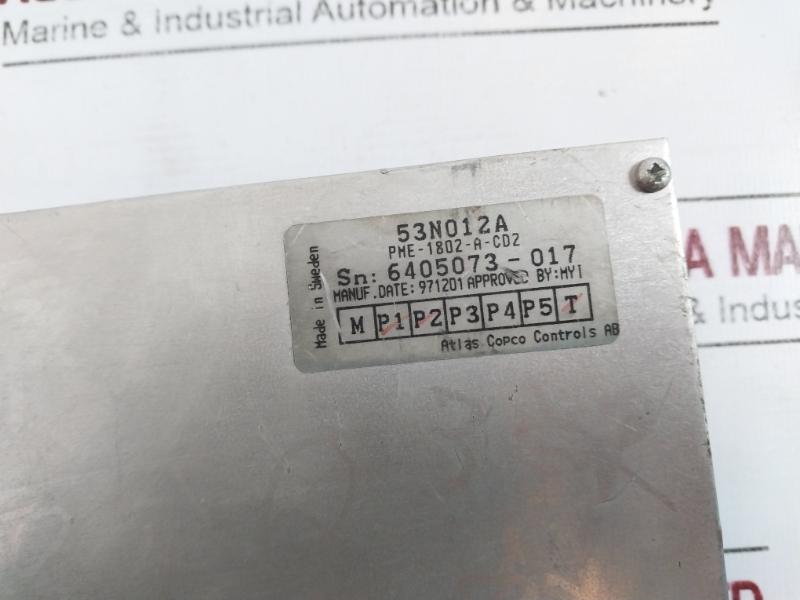 Marine & Industrial Automation & Machinery
53N012A
PME-1802-A-CD2
Sn: 6405073-017
MANUF.DATE: 971201 APPROVED BY: MYT
M P1 P2 P3 P4 P5 T
Atlas Copco Controls AB
Made in Sweden
A MA
& Indus